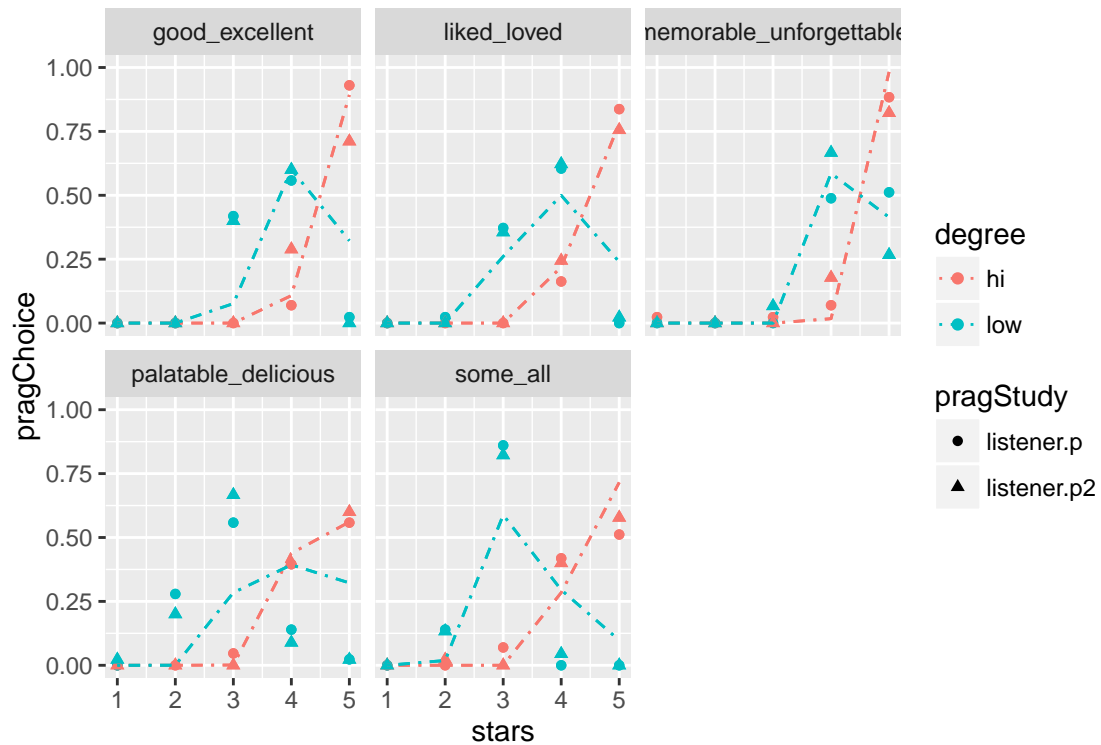 good_excellent
liked_loved
memorable_unforgettable
1.00
0.75
0.50
0.25
0.00
palatable_delicious
some_all
1.00
0.75
0.50
0.25
0.00
1 2 3 4 5
1 2 3 4 5
stars
pragChoice
degree
hi
low
pragStudy
listener.p
listener.p2